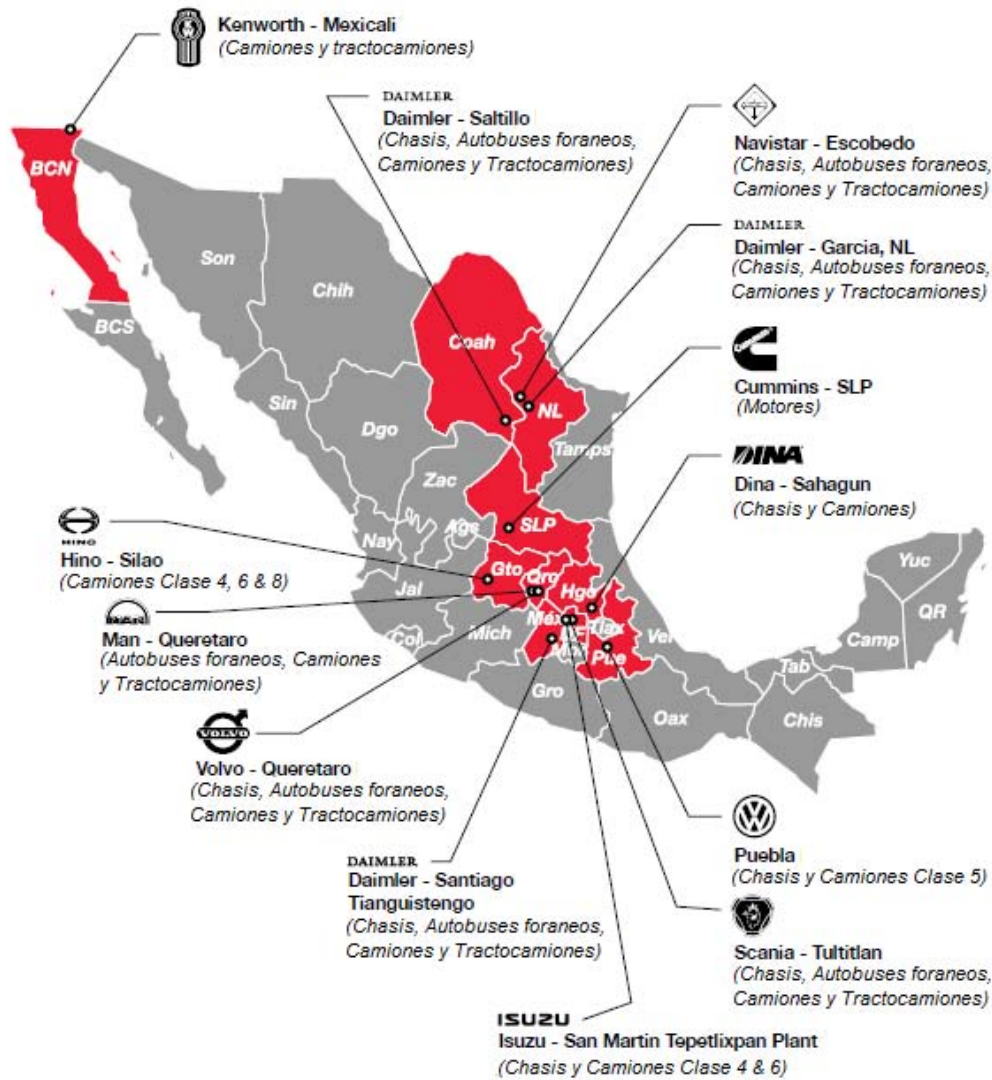 Kenworth - Mexicali
(Camiones y tractocamiones)
DAIMLER
Daimler - Saltillo
(Chasis, Autobuses foraneos,
Camiones y Tractocamiones)
Navistar - Escobedo
(Chasis, Autobuses foraneos,
Camiones y Tractocamiones)
DAIMLER
Daimler - Garcia, NL
(Chasis, Autobuses foraneos,
Camiones y Tractocamiones)
Cummins - SLP
(Motores)
DINA
Dina - Sahagun
(Chasis y Camiones)
BCN
BCS
Son
Chih
Coah
NL
Sin
Dgo
Tamps
Zac
SLP
Nay
Ags
Gto
Qro
Hgo
Jal
Col
Mich
Méx
DF
Mor
Tlax
Pue
Ver
Gro
Oax
Tab
Chis
Camp
Yuc
QR
HINO
Hino - Silao
(Camiones Clase 4, 6 & 8)
MAN
Man - Queretaro
(Autobuses foraneos, Camiones
y Tractocamiones)
VOLVO
Volvo - Queretaro
(Chasis, Autobuses foraneos,
Camiones y Tractocamiones)
DAIMLER
Daimler - Santiago
Tianguistengo
(Chasis, Autobuses foraneos,
Camiones y Tractocamiones)
Puebla
(Chasis y Camiones Clase 5)
Scania - Tultitlan
(Chasis, Autobuses foraneos,
Camiones y Tractocamiones)
ISUZU
Isuzu - San Martin Tepetlixpan Plant
(Chasis y Camiones Clase 4 & 6)